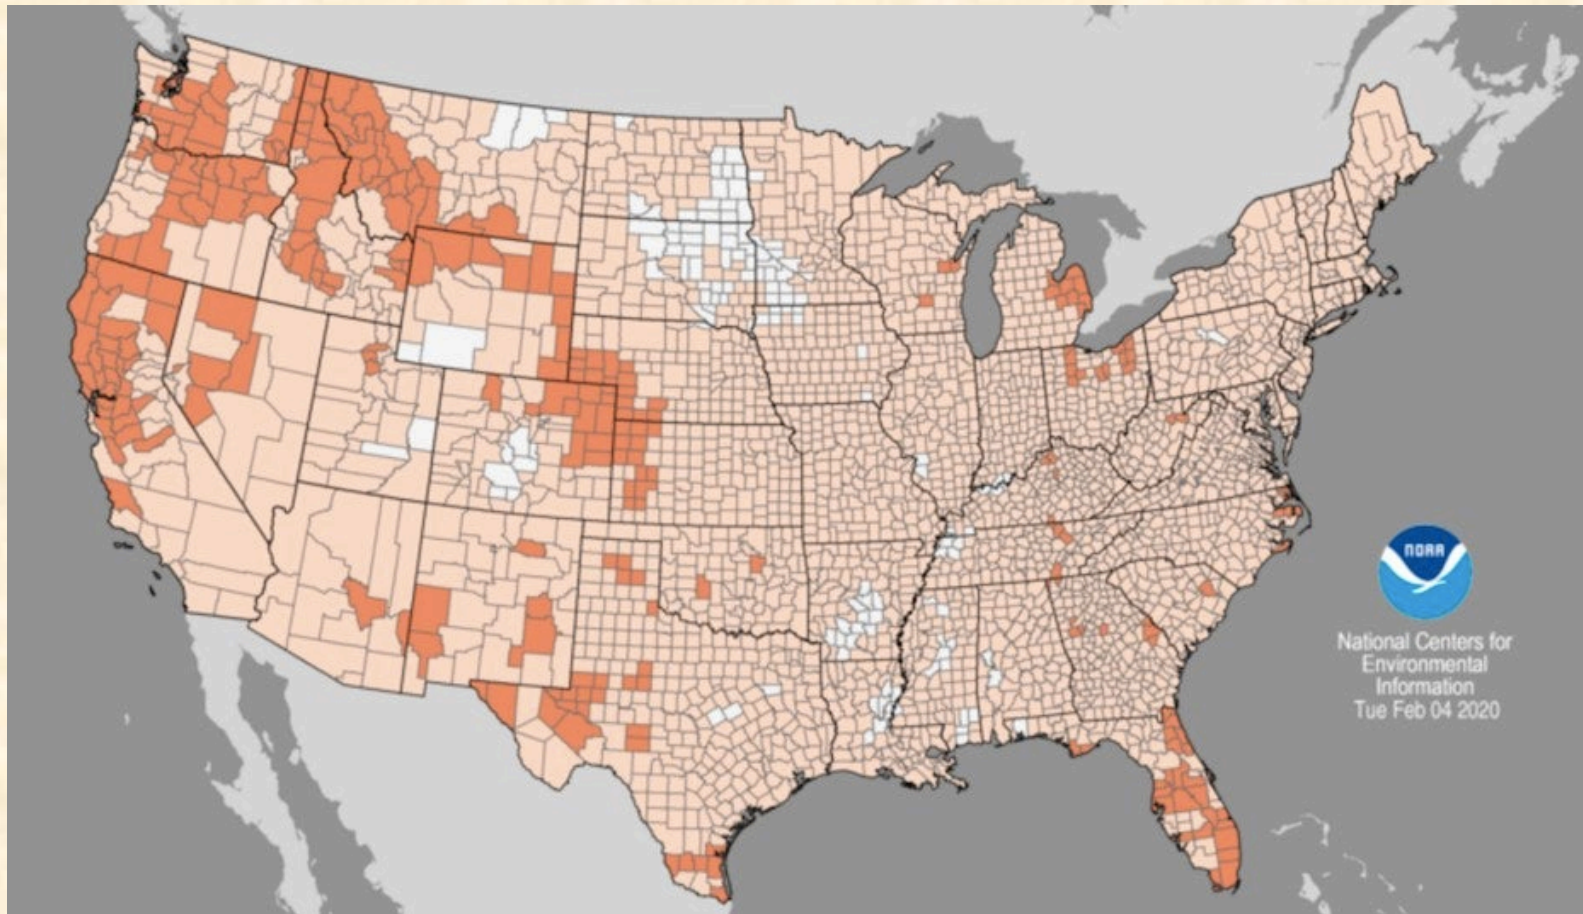 NOAA
National Centers for
Environmental
Information
Tue Feb 04 2020